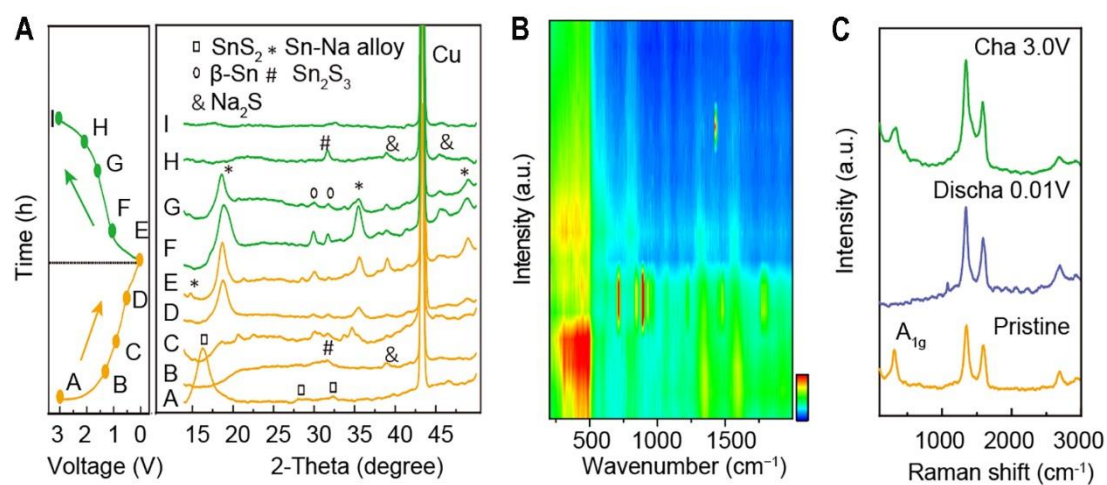 A
B
C
Time (h)
I
H
G
F
E
D
C
B
A
3
2
1
0
Voltage (V)
□ SnS₂ * Sn-Na alloy
○ β-Sn # Sn₂S₃
& Na₂S
Cu
I
H
G
F
E
D
C
B
A
# & &
* * *
○ ○
*
□ # &
□ □
15 20 25 30 35 40 45
2-Theta (degree)
Intensity (a.u.)
500 1000 1500
Wavenumber (cm⁻¹)
Intensity (a.u.)
Cha 3.0V
Discha 0.01V
A₁g
Pristine
1000 2000 3000
Raman shift (cm⁻¹)